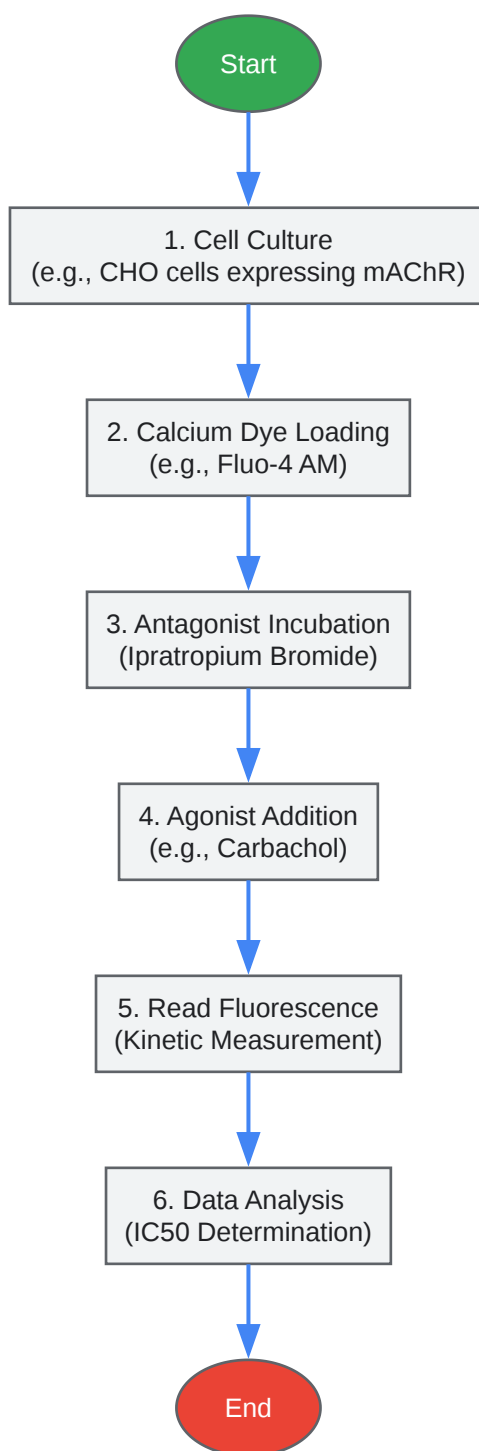 Start
1. Cell Culture
(e.g., CHO cells expressing mAChR)
2. Calcium Dye Loading
(e.g., Fluo-4 AM)
3. Antagonist Incubation
(Ipratropium Bromide)
4. Agonist Addition
(e.g., Carbachol)
5. Read Fluorescence
(Kinetic Measurement)
6. Data Analysis
(IC50 Determination)
End